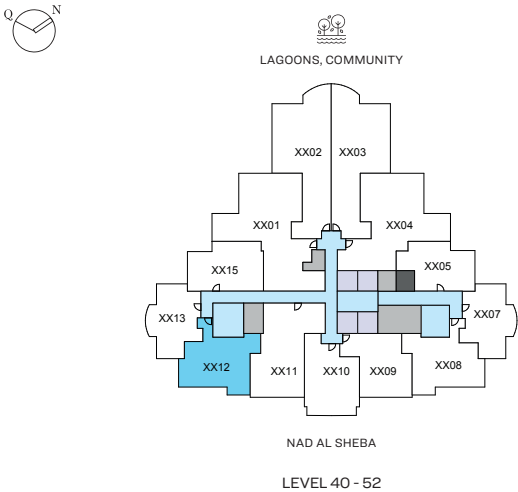 Q N
LAGOONS, COMMUNITY
XX02 XX03
XX01 XX04
XX15 XX05
XX13 XX07
XX12 XX11 XX10 XX09 XX08
NAD AL SHEBA
LEVEL 40 - 52